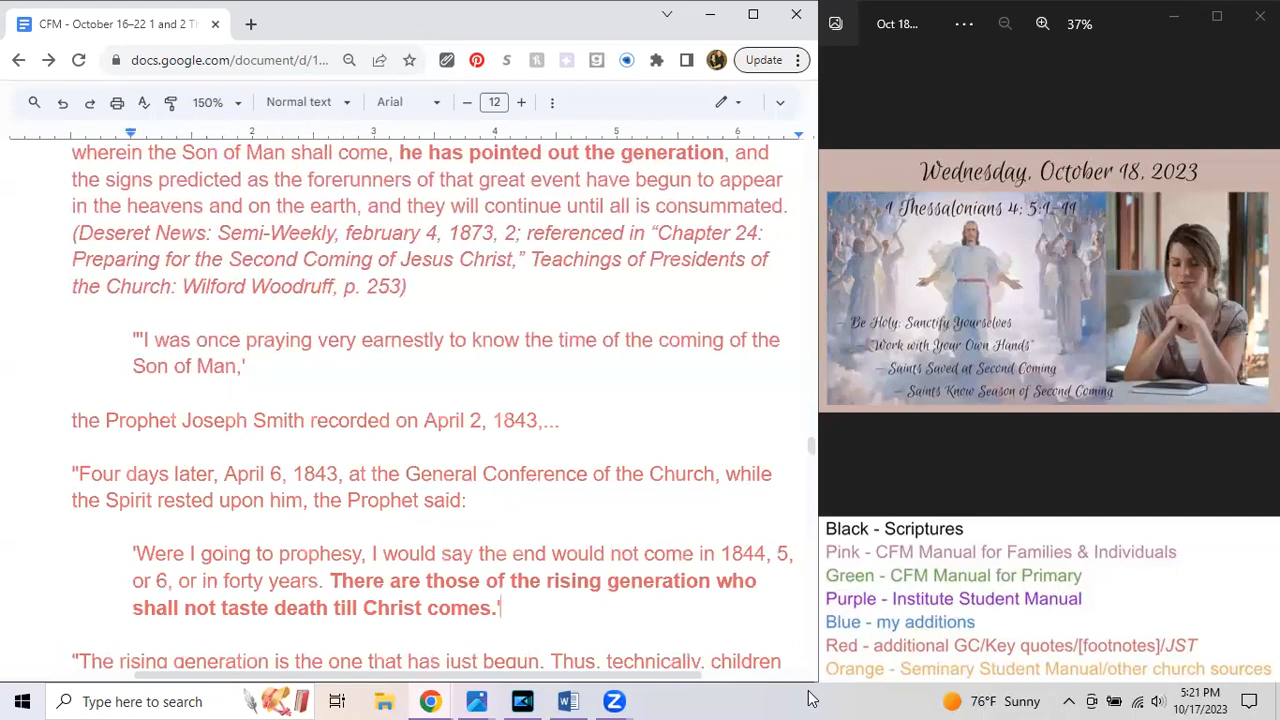 CFM - October 16–22 1 and 2 Th
docs.google.com/document/d/1...
Update
150%
Normal text
Arial
12
2
3
4
5
6
wherein the Son of Man shall come, he has pointed out the generation, and
the signs predicted as the forerunners of that great event have begun to appear
in the heavens and on the earth, and they will continue until all is consummated.
(Deseret News: Semi-Weekly, february 4, 1873, 2; referenced in “Chapter 24:
Preparing for the Second Coming of Jesus Christ,” Teachings of Presidents of
the Church: Wilford Woodruff, p. 253)
"'I was once praying very earnestly to know the time of the coming of the
Son of Man,'
the Prophet Joseph Smith recorded on April 2, 1843,...
"Four days later, April 6, 1843, at the General Conference of the Church, while
the Spirit rested upon him, the Prophet said:
'Were I going to prophesy, I would say the end would not come in 1844, 5,
or 6, or in forty years. There are those of the rising generation who
shall not taste death till Christ comes.'
"The rising generation is the one that has just begun. Thus, technically, children
Oct 18...
37%
Wednesday, October 18, 2023
1 Thessalonians 4; 5:1-11
– Be Holy: Sanctify Yourselves
– "Work with Your Own Hands"
– Saints Saved at Second Coming
– Saints Know Season of Second Coming
Black - Scriptures
Pink - CFM Manual for Families & Individuals
Green - CFM Manual for Primary
Purple - Institute Student Manual
Blue - my additions
Red - additional GC/Key quotes/[footnotes]/JST
Orange - Seminary Student Manual/other church sources
Type here to search
76°F Sunny
5:21 PM
10/17/2023